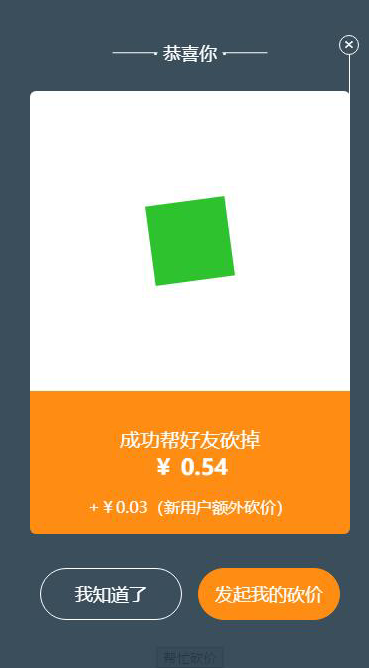 恭喜你
成功帮好友砍掉
¥ 0.54
+¥0.03（新用户额外砍价）
我知道了
发起我的砍价
帮忙砍价